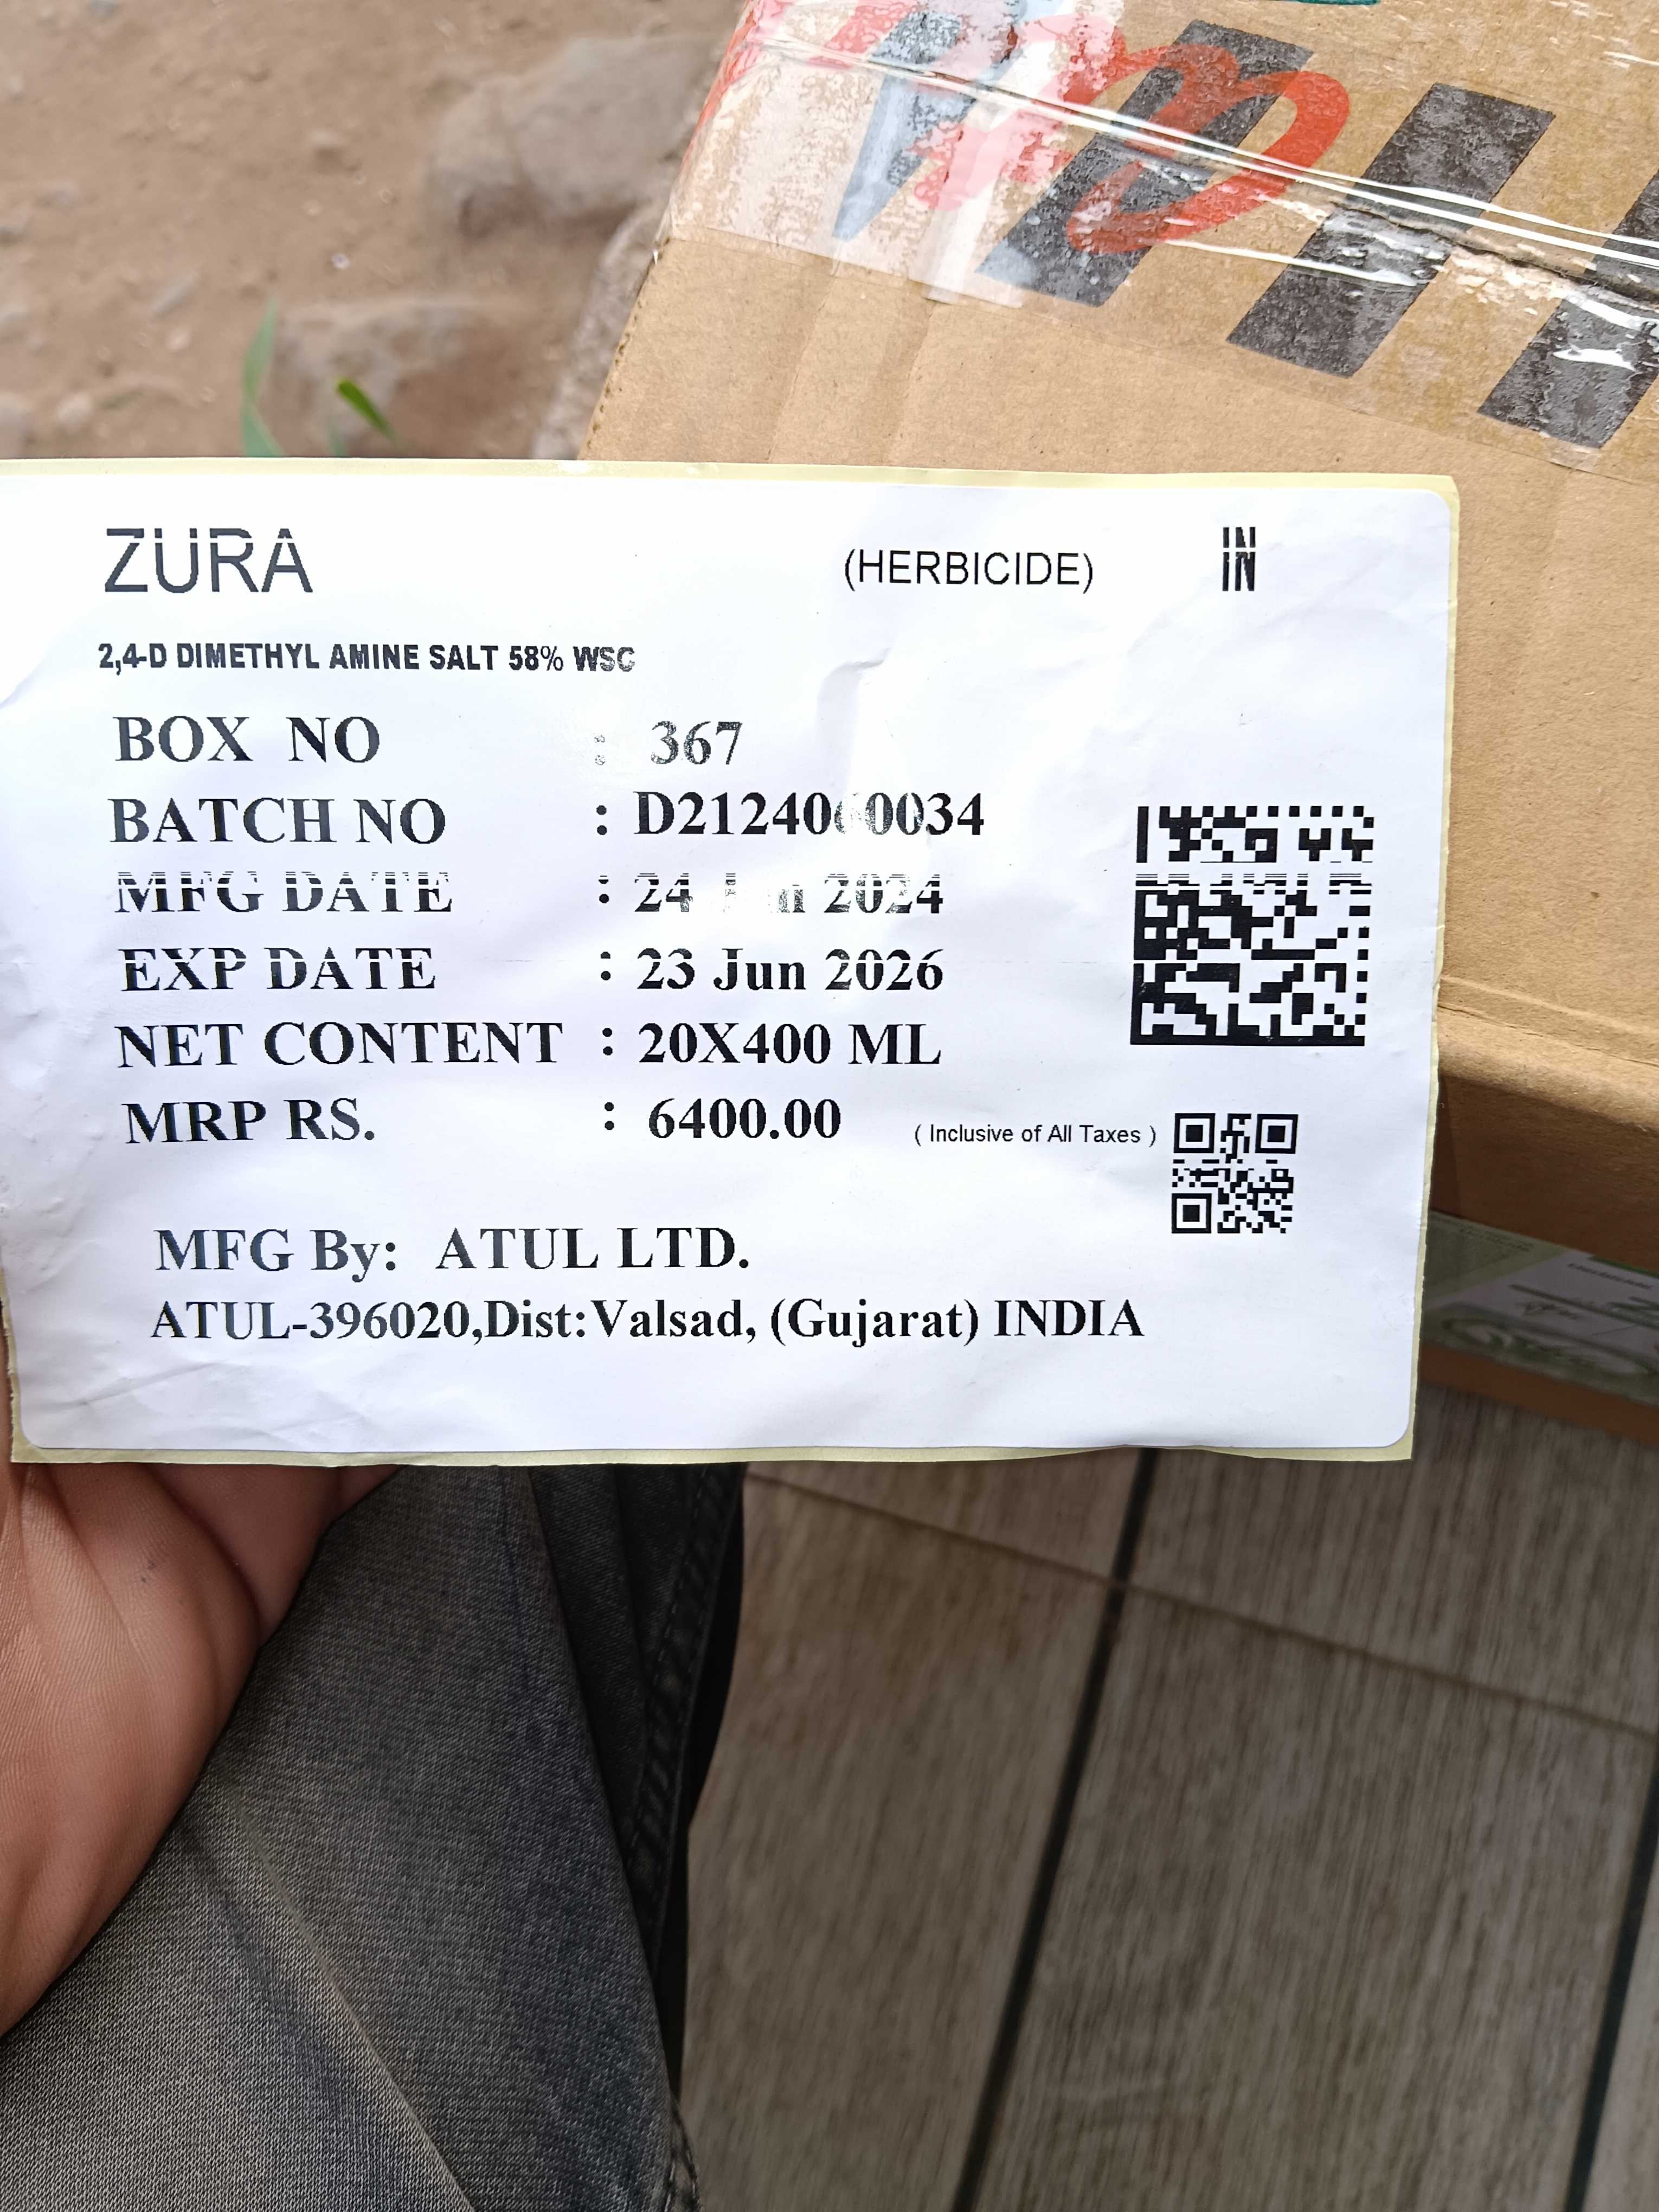 ZURA (HERBICIDE) IN
2,4-D DIMETHYL AMINE SALT 58% WSC
BOX NO : 367
BATCH NO :
MFG DATE : 24 2024
EXP DATE : 23 Jun 2026
NET CONTENT : 20X400 ML
MRP RS. : 6400.00 ( Inclusive of All Taxes )
MFG By: ATUL LTD.
ATUL-396020,Dist:Valsad, (Gujarat) INDIA